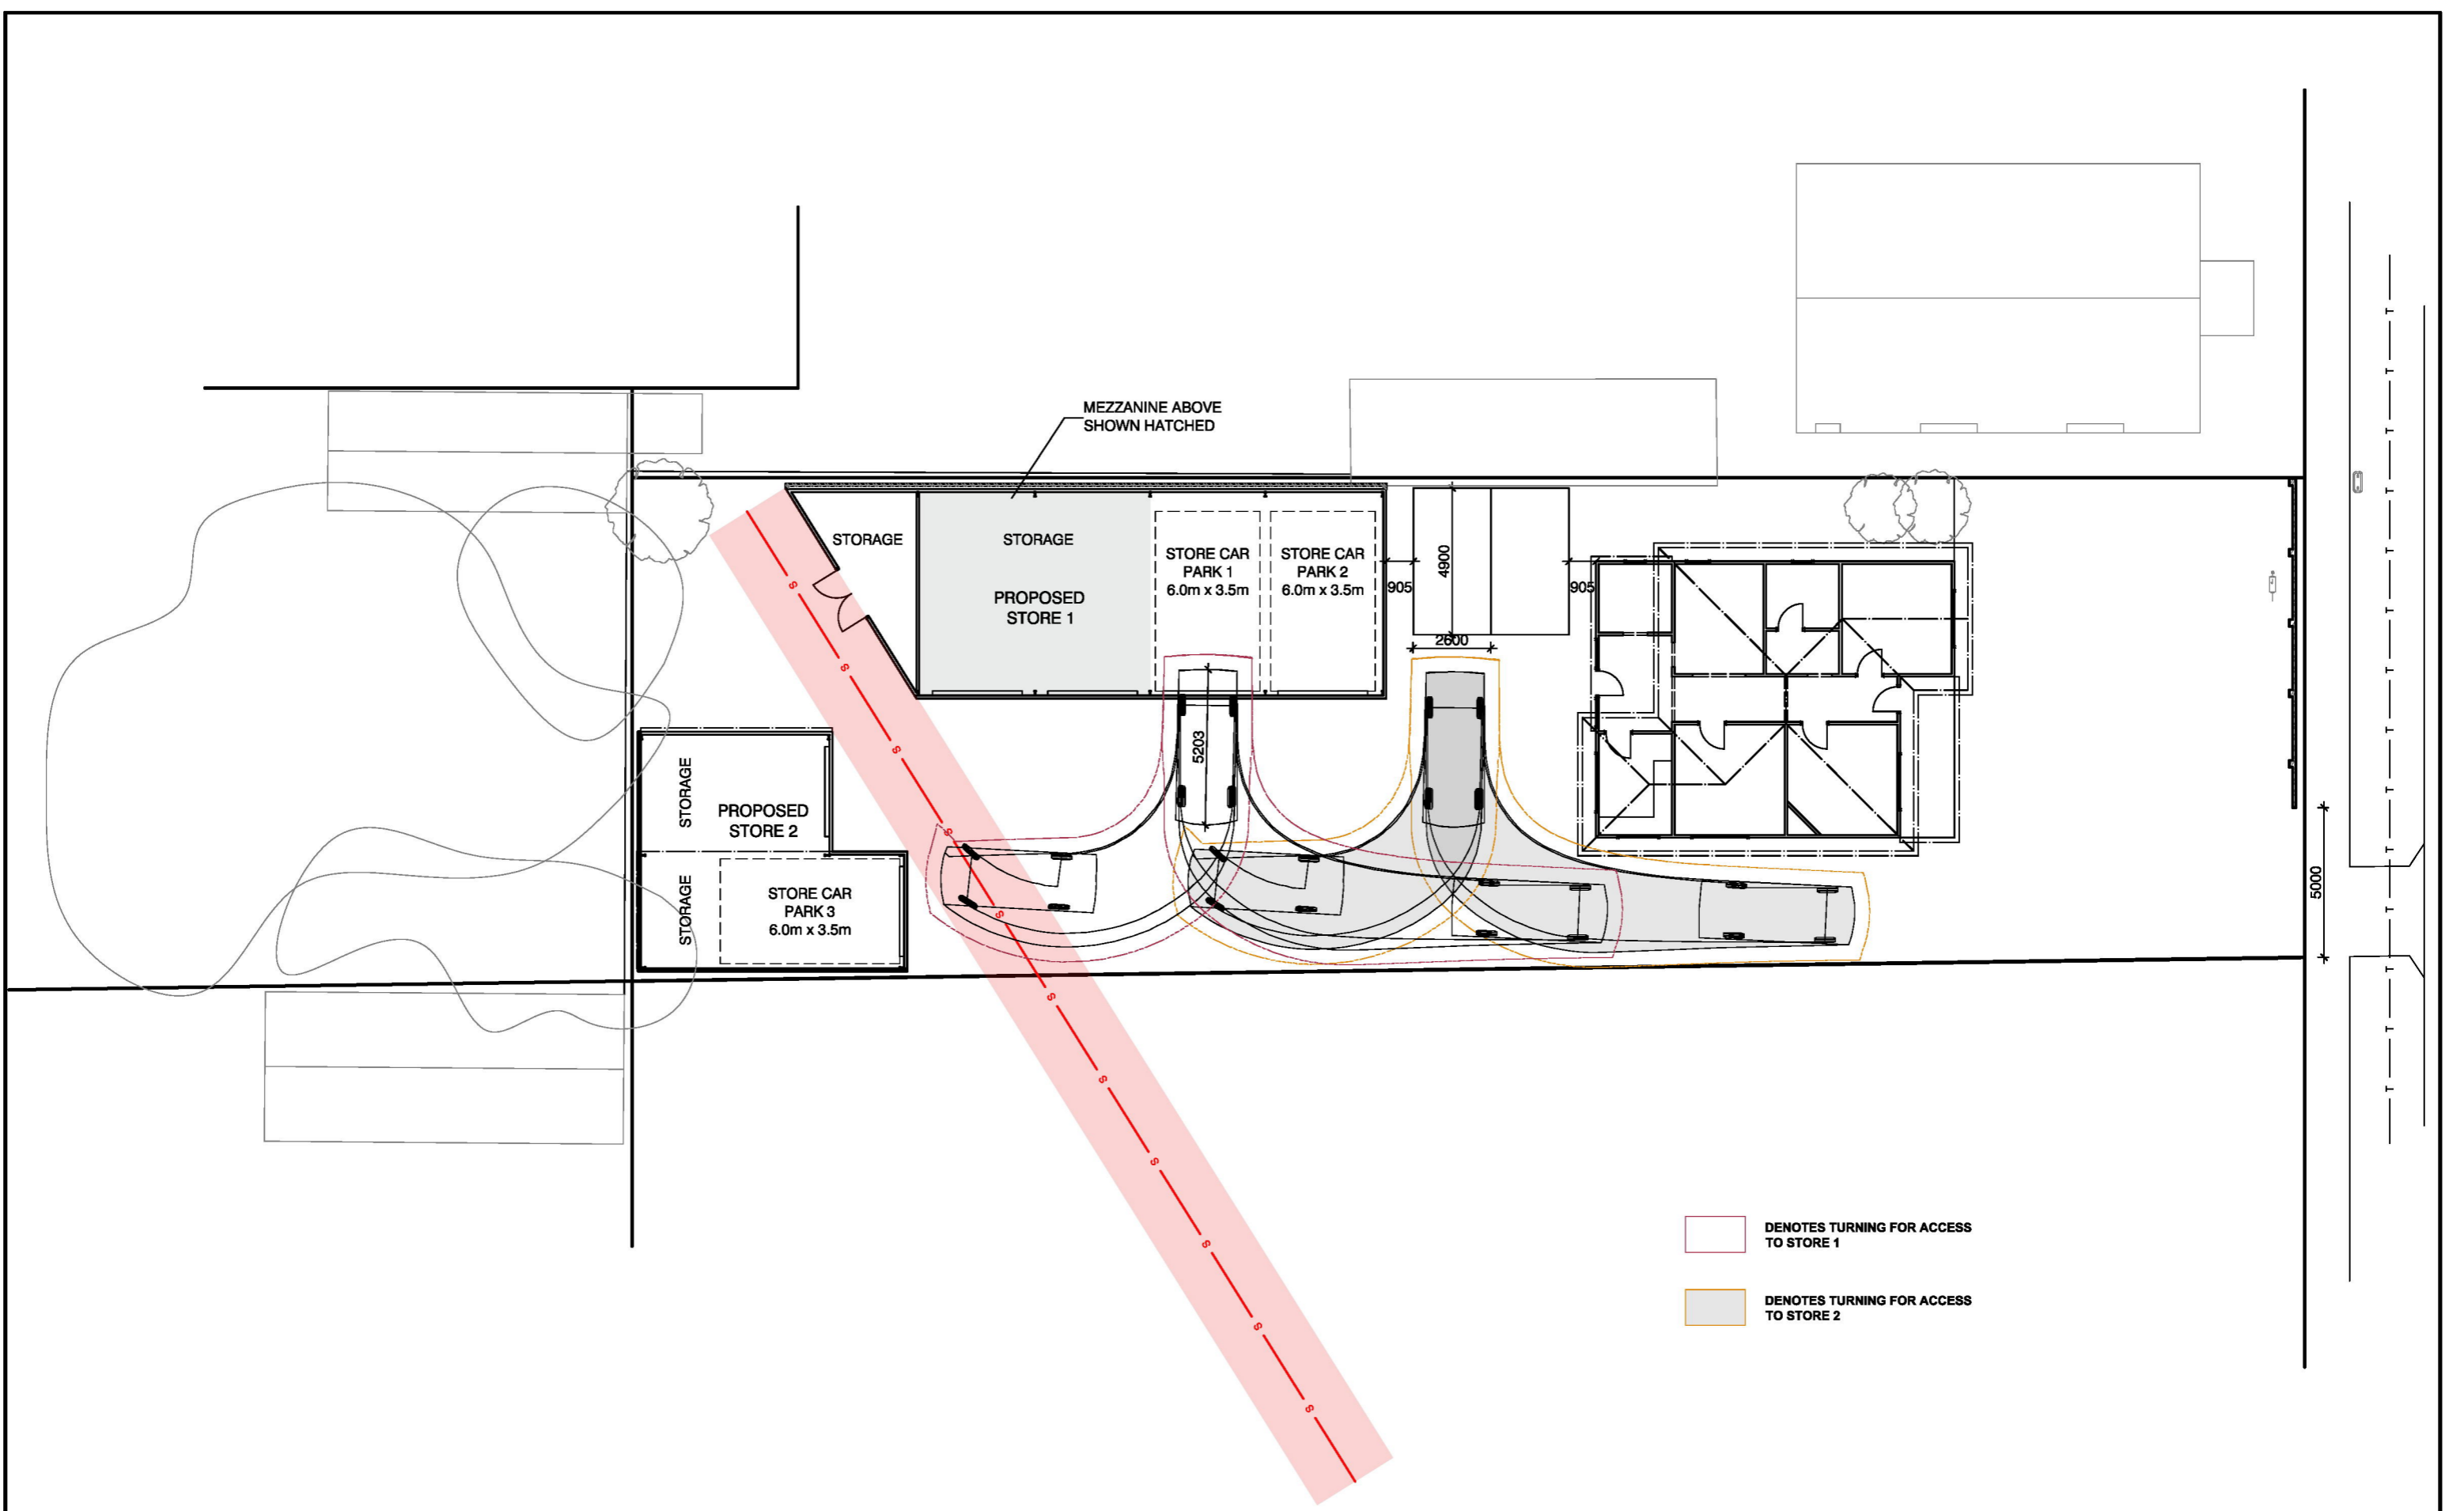 MEZZANINE ABOVE
SHOWN HATCHED
STORAGE
STORAGE
PROPOSED
STORE 1
STORE CAR
PARK 1
6.0m x 3.5m
STORE CAR
PARK 2
6.0m x 3.5m
905
4900
905
2600
5203
STORAGE
PROPOSED
STORE 2
STORAGE
STORE CAR
PARK 3
6.0m x 3.5m
5000
S
S
S
S
S
S
S
S
S
S
S
T
T
T
T
T
T
T
T
T
T
T
T
T
T
DENOTES TURNING FOR ACCESS
TO STORE 1
DENOTES TURNING FOR ACCESS
TO STORE 2